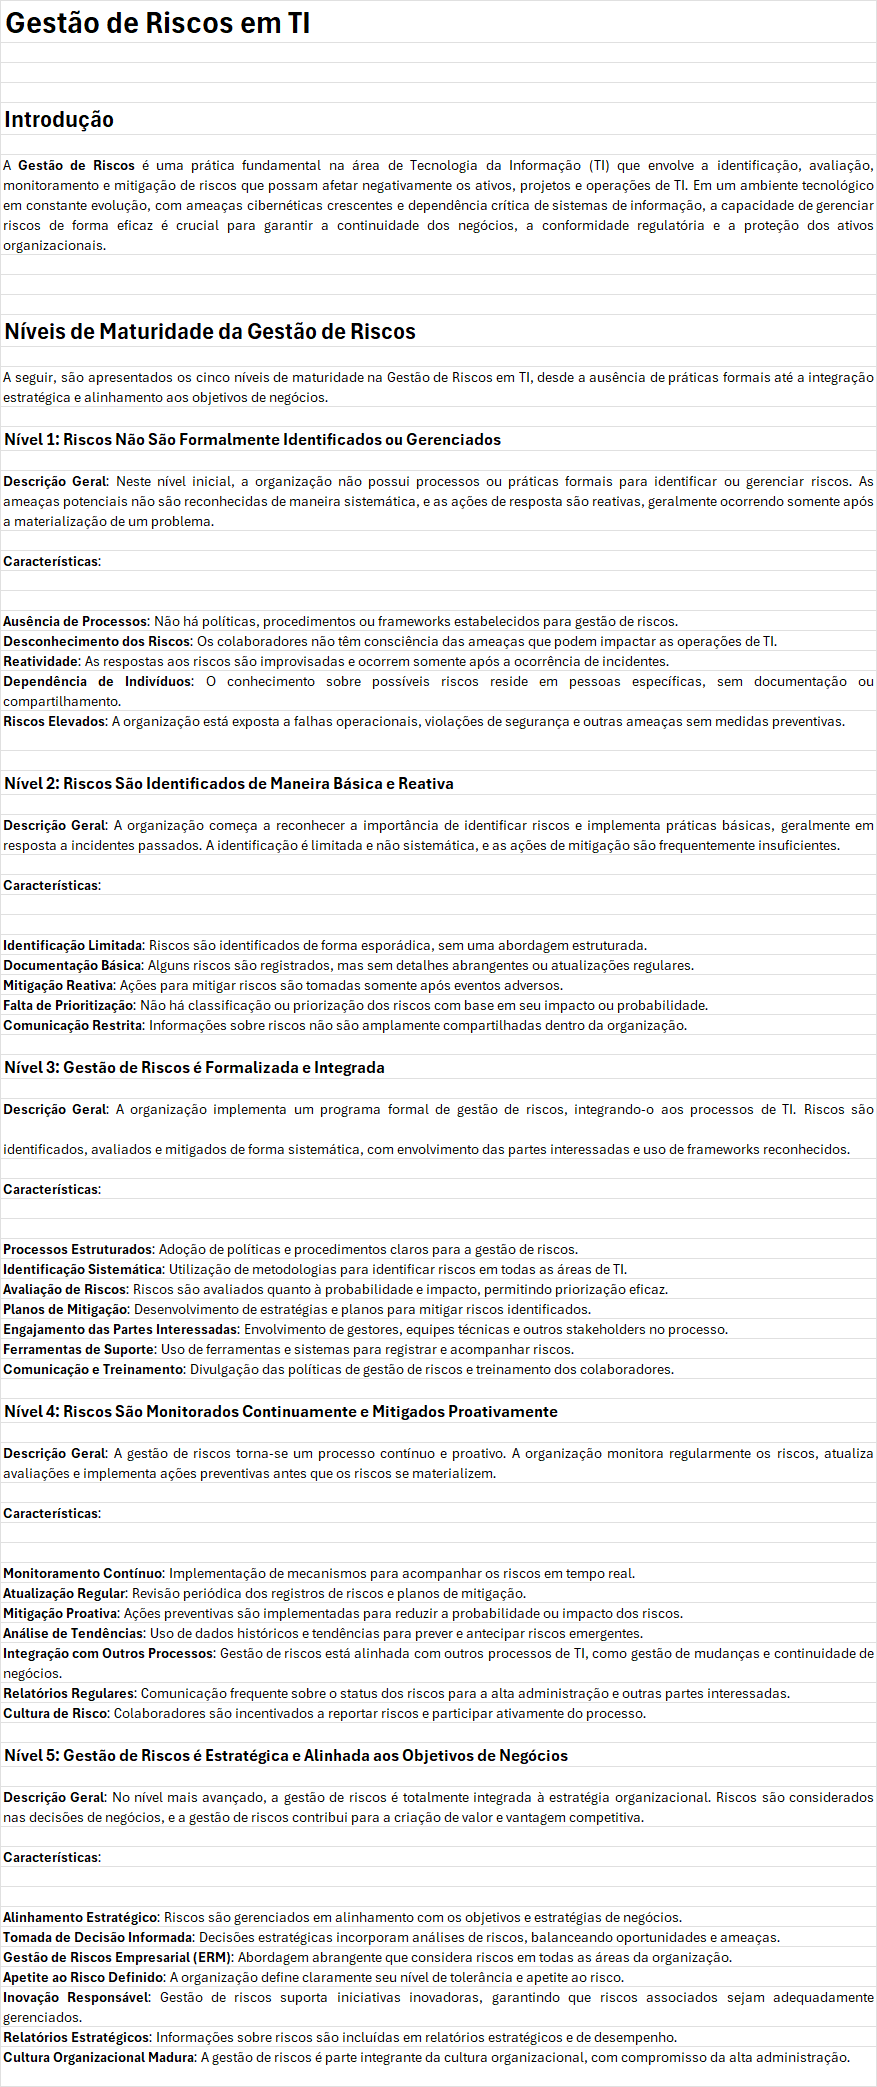 Gestão de Riscos em TI
Introdução
A Gestão de Riscos é uma prática fundamental na área de Tecnologia da Informação (TI) que envolve a identificação, avaliação,
monitoramento e mitigação de riscos que possam afetar negativamente os ativos, projetos e operações de TI. Em um ambiente tecnológico
em constante evolução, com ameaças cibernéticas crescentes e dependência crítica de sistemas de informação, a capacidade de gerenciar
riscos de forma eficaz é crucial para garantir a continuidade dos negócios, a conformidade regulatória e a proteção dos ativos
organizacionais.
Níveis de Maturidade da Gestão de Riscos
A seguir, são apresentados os cinco níveis de maturidade na Gestão de Riscos em TI, desde a ausência de práticas formais até a integração
estratégica e alinhamento aos objetivos de negócios.
Nível 1: Riscos Não São Formalmente Identificados ou Gerenciados
Descrição Geral: Neste nível inicial, a organização não possui processos ou práticas formais para identificar ou gerenciar riscos. As
ameaças potenciais não são reconhecidas de maneira sistemática, e as ações de resposta são reativas, geralmente ocorrendo somente após
a materialização de um problema.
Características:
Ausência de Processos: Não há políticas, procedimentos ou frameworks estabelecidos para gestão de riscos.
Desconhecimento dos Riscos: Os colaboradores não têm consciência das ameaças que podem impactar as operações de TI.
Reatividade: As respostas aos riscos são improvisadas e ocorrem somente após a ocorrência de incidentes.
Dependência de Indivíduos: O conhecimento sobre possíveis riscos reside em pessoas específicas, sem documentação ou
compartilhamento.
Riscos Elevados: A organização está exposta a falhas operacionais, violações de segurança e outras ameaças sem medidas preventivas.
Nível 2: Riscos São Identificados de Maneira Básica e Reativa
Descrição Geral: A organização começa a reconhecer a importância de identificar riscos e implementa práticas básicas, geralmente em
resposta a incidentes passados. A identificação é limitada e não sistemática, e as ações de mitigação são frequentemente insuficientes.
Características:
Identificação Limitada: Riscos são identificados de forma esporádica, sem uma abordagem estruturada.
Documentação Básica: Alguns riscos são registrados, mas sem detalhes abrangentes ou atualizações regulares.
Mitigação Reativa: Ações para mitigar riscos são tomadas somente após eventos adversos.
Falta de Prioritização: Não há classificação ou priorização dos riscos com base em seu impacto ou probabilidade.
Comunicação Restrita: Informações sobre riscos não são amplamente compartilhadas dentro da organização.
Nível 3: Gestão de Riscos é Formalizada e Integrada
Descrição Geral: A organização implementa um programa formal de gestão de riscos, integrando-o aos processos de TI. Riscos são
identificados, avaliados e mitigados de forma sistemática, com envolvimento das partes interessadas e uso de frameworks reconhecidos.
Características:
Processos Estruturados: Adoção de políticas e procedimentos claros para a gestão de riscos.
Identificação Sistemática: Utilização de metodologias para identificar riscos em todas as áreas de TI.
Avaliação de Riscos: Riscos são avaliados quanto à probabilidade e impacto, permitindo priorização eficaz.
Planos de Mitigação: Desenvolvimento de estratégias e planos para mitigar riscos identificados.
Engajamento das Partes Interessadas: Envolvimento de gestores, equipes técnicas e outros stakeholders no processo.
Ferramentas de Suporte: Uso de ferramentas e sistemas para registrar e acompanhar riscos.
Comunicação e Treinamento: Divulgação das políticas de gestão de riscos e treinamento dos colaboradores.
Nível 4: Riscos São Monitorados Continuamente e Mitigados Proativamente
Descrição Geral: A gestão de riscos torna-se um processo contínuo e proativo. A organização monitora regularmente os riscos, atualiza
avaliações e implementa ações preventivas antes que os riscos se materializem.
Características:
Monitoramento Contínuo: Implementação de mecanismos para acompanhar os riscos em tempo real.
Atualização Regular: Revisão periódica dos registros de riscos e planos de mitigação.
Mitigação Proativa: Ações preventivas são implementadas para reduzir a probabilidade ou impacto dos riscos.
Análise de Tendências: Uso de dados históricos e tendências para prever e antecipar riscos emergentes.
Integração com Outros Processos: Gestão de riscos está alinhada com outros processos de TI, como gestão de mudanças e continuidade de
negócios.
Relatórios Regulares: Comunicação frequente sobre o status dos riscos para a alta administração e outras partes interessadas.
Cultura de Risco: Colaboradores são incentivados a reportar riscos e participar ativamente do processo.
Nível 5: Gestão de Riscos é Estratégica e Alinhada aos Objetivos de Negócios
Descrição Geral: No nível mais avançado, a gestão de riscos é totalmente integrada à estratégia organizacional. Riscos são considerados
nas decisões de negócios, e a gestão de riscos contribui para a criação de valor e vantagem competitiva.
Características:
Alinhamento Estratégico: Riscos são gerenciados em alinhamento com os objetivos e estratégias de negócios.
Tomada de Decisão Informada: Decisões estratégicas incorporam análises de riscos, balanceando oportunidades e ameaças.
Gestão de Riscos Empresarial (ERM): Abordagem abrangente que considera riscos em todas as áreas da organização.
Apetite ao Risco Definido: A organização define claramente seu nível de tolerância e apetite ao risco.
Inovação Responsável: Gestão de riscos suporta iniciativas inovadoras, garantindo que riscos associados sejam adequadamente
gerenciados.
Relatórios Estratégicos: Informações sobre riscos são incluídas em relatórios estratégicos e de desempenho.
Cultura Organizacional Madura: A gestão de riscos é parte integrante da cultura organizacional, com compromisso da alta administração.